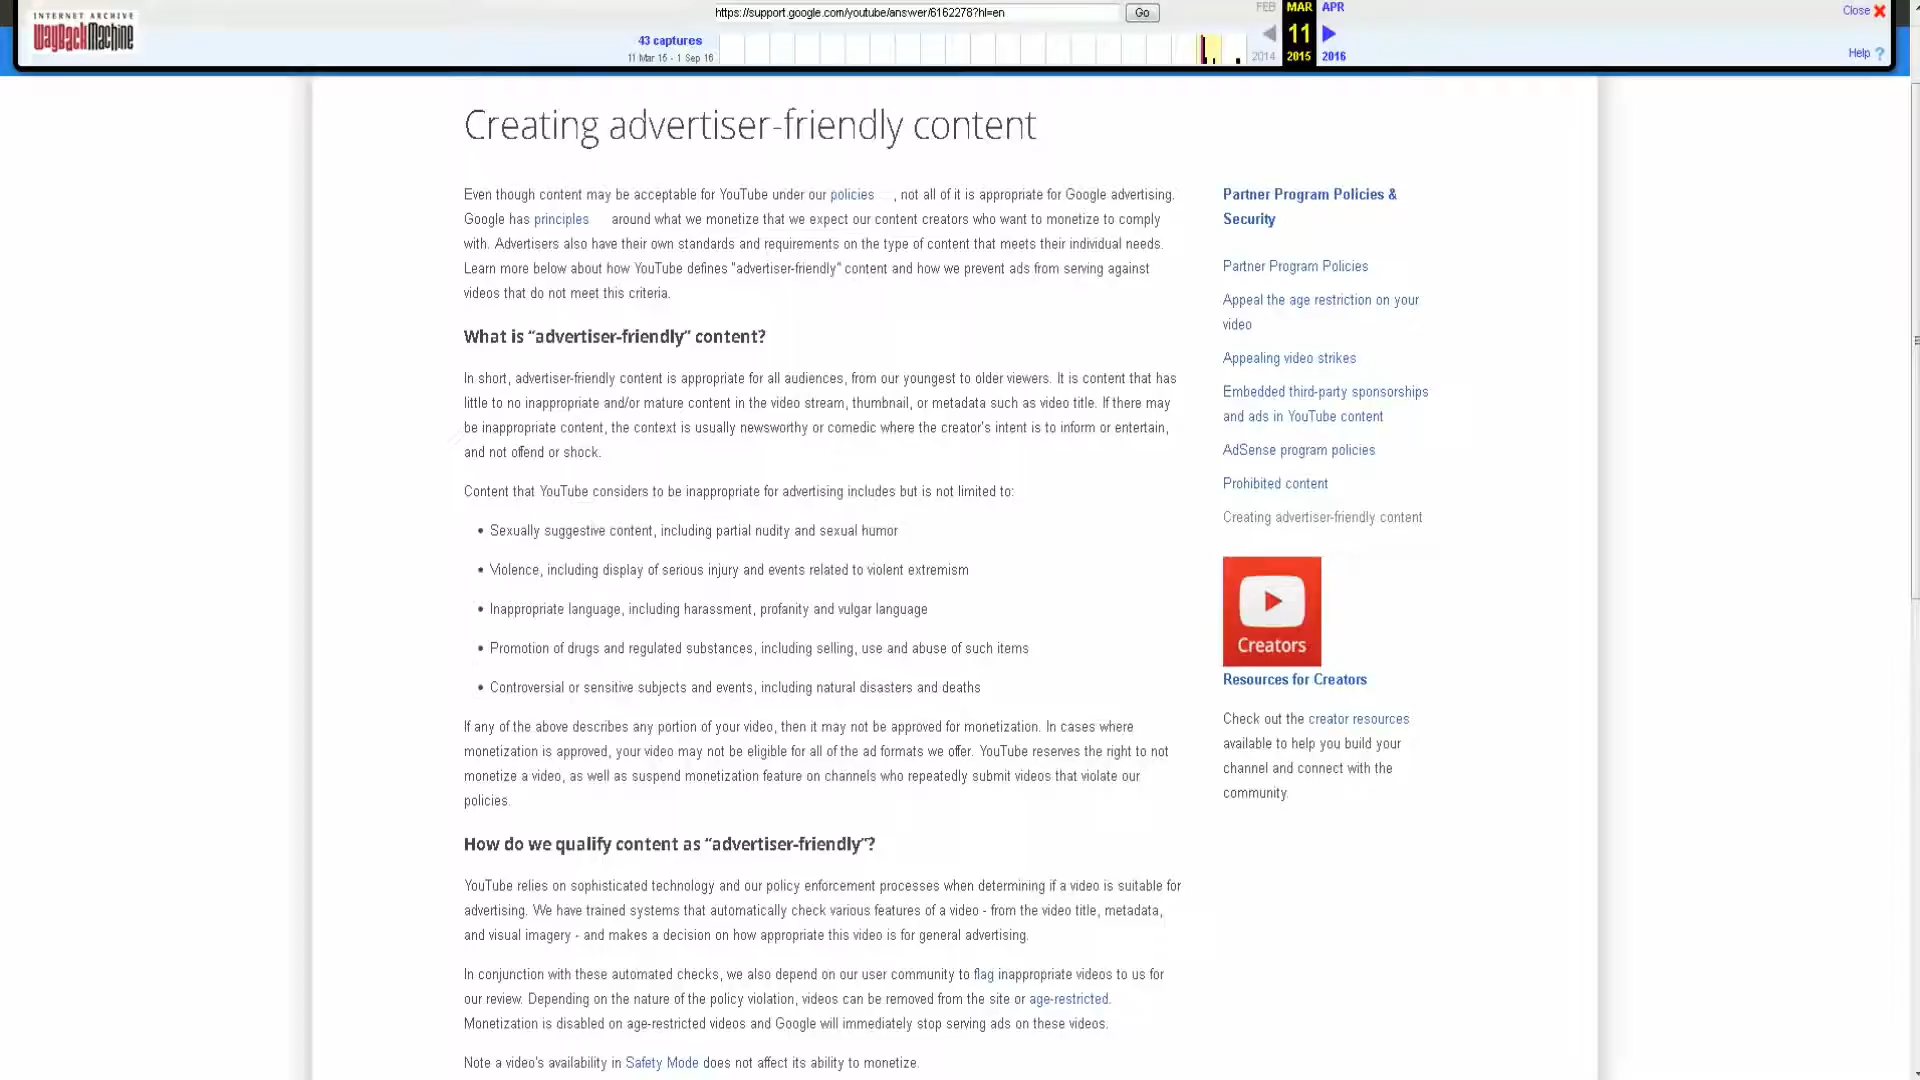 INTERNET ARCHIVE
WayBackMachine
https://support.google.com/youtube/answer/6162278?hl=en
Go
FEB
MAR
APR
Close
43 captures
11 Mar 15 - 1 Sep 16
11
2014
2015
2016
Help ?
Creating advertiser-friendly content
Even though content may be acceptable for YouTube under our policies , not all of it is appropriate for Google advertising.
Google has principles around what we monetize that we expect our content creators who want to monetize to comply
with. Advertisers also have their own standards and requirements on the type of content that meets their individual needs.
Learn more below about how YouTube defines "advertiser-friendly" content and how we prevent ads from serving against
videos that do not meet this criteria.
What is “advertiser-friendly” content?
In short, advertiser-friendly content is appropriate for all audiences, from our youngest to older viewers. It is content that has
little to no inappropriate and/or mature content in the video stream, thumbnail, or metadata such as video title. If there may
be inappropriate content, the context is usually newsworthy or comedic where the creator's intent is to inform or entertain,
and not offend or shock.
Content that YouTube considers to be inappropriate for advertising includes but is not limited to:
• Sexually suggestive content, including partial nudity and sexual humor
• Violence, including display of serious injury and events related to violent extremism
• Inappropriate language, including harassment, profanity and vulgar language
• Promotion of drugs and regulated substances, including selling, use and abuse of such items
• Controversial or sensitive subjects and events, including natural disasters and deaths
If any of the above describes any portion of your video, then it may not be approved for monetization. In cases where
monetization is approved, your video may not be eligible for all of the ad formats we offer. YouTube reserves the right to not
monetize a video, as well as suspend monetization feature on channels who repeatedly submit videos that violate our
policies.
How do we qualify content as “advertiser-friendly”?
YouTube relies on sophisticated technology and our policy enforcement processes when determining if a video is suitable for
advertising. We have trained systems that automatically check various features of a video - from the video title, metadata,
and visual imagery - and makes a decision on how appropriate this video is for general advertising.
In conjunction with these automated checks, we also depend on our user community to flag inappropriate videos to us for
our review. Depending on the nature of the policy violation, videos can be removed from the site or age-restricted.
Monetization is disabled on age-restricted videos and Google will immediately stop serving ads on these videos.
Note a video's availability in Safety Mode does not affect its ability to monetize.
Partner Program Policies &
Security
Partner Program Policies
Appeal the age restriction on your
video
Appealing video strikes
Embedded third-party sponsorships
and ads in YouTube content
AdSense program policies
Prohibited content
Creating advertiser-friendly content
Creators
Resources for Creators
Check out the creator resources
available to help you build your
channel and connect with the
community.